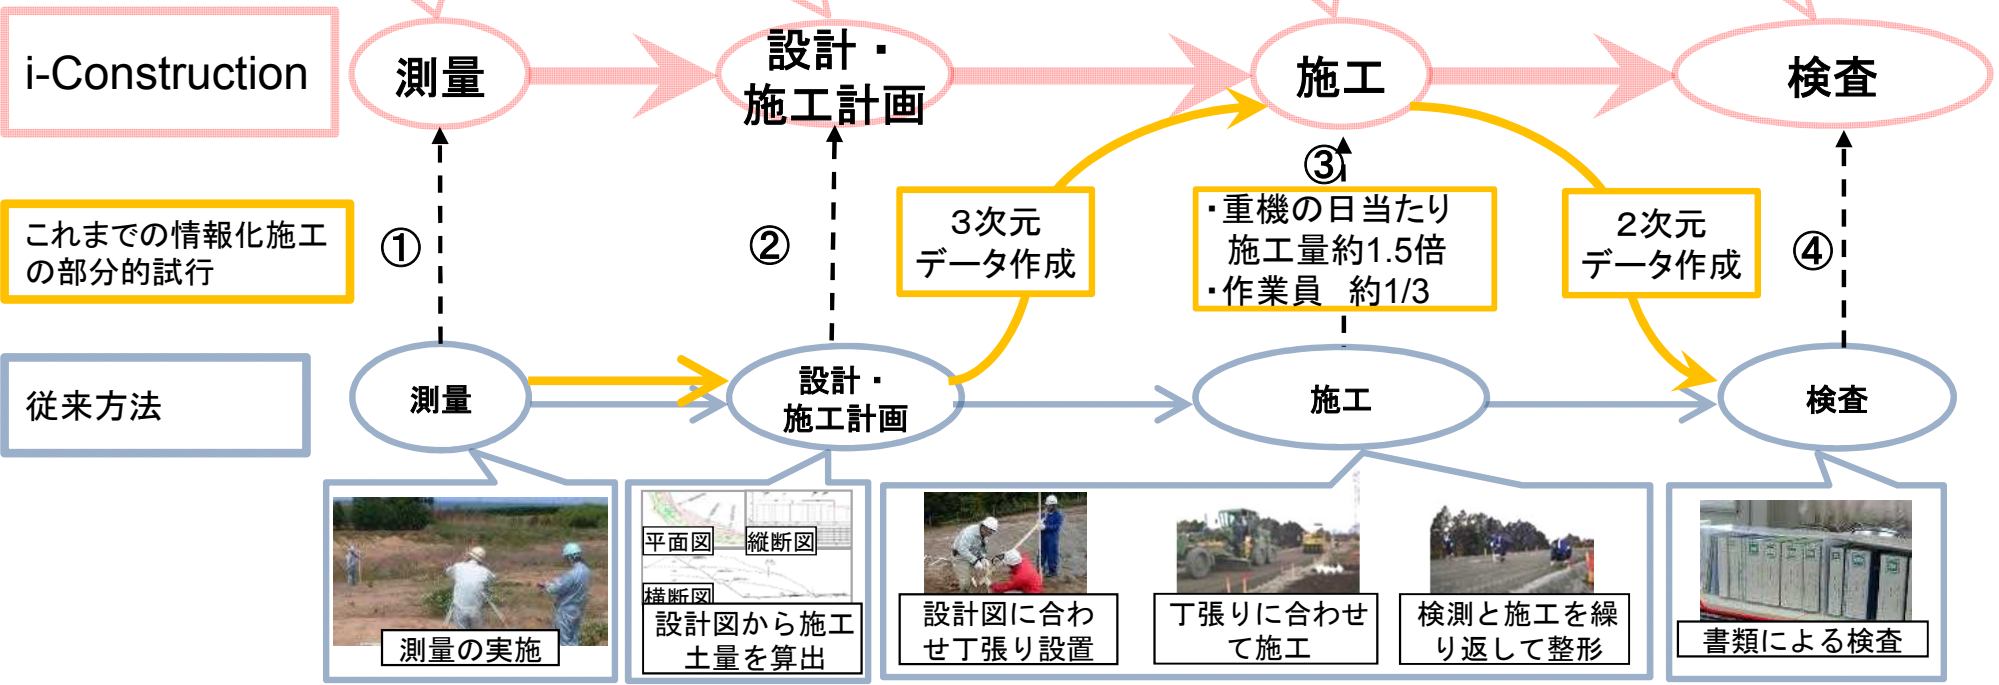 i-Construction
測量
設計・
施工計画
施工
検査
これまでの情報化施工
の部分的試行
①
②
3次元
データ作成
③
・重機の日当たり
施工量約1.5倍
・作業員 約1/3
2次元
データ作成
④
従来方法
測量
設計・
施工計画
施工
検査
測量の実施
平面図
縦断図
横断図
設計図から施工
土量を算出
設計図に合わ
せ丁張り設置
丁張りに合わせ
て施工
検測と施工を繰
り返して整形
書類による検査